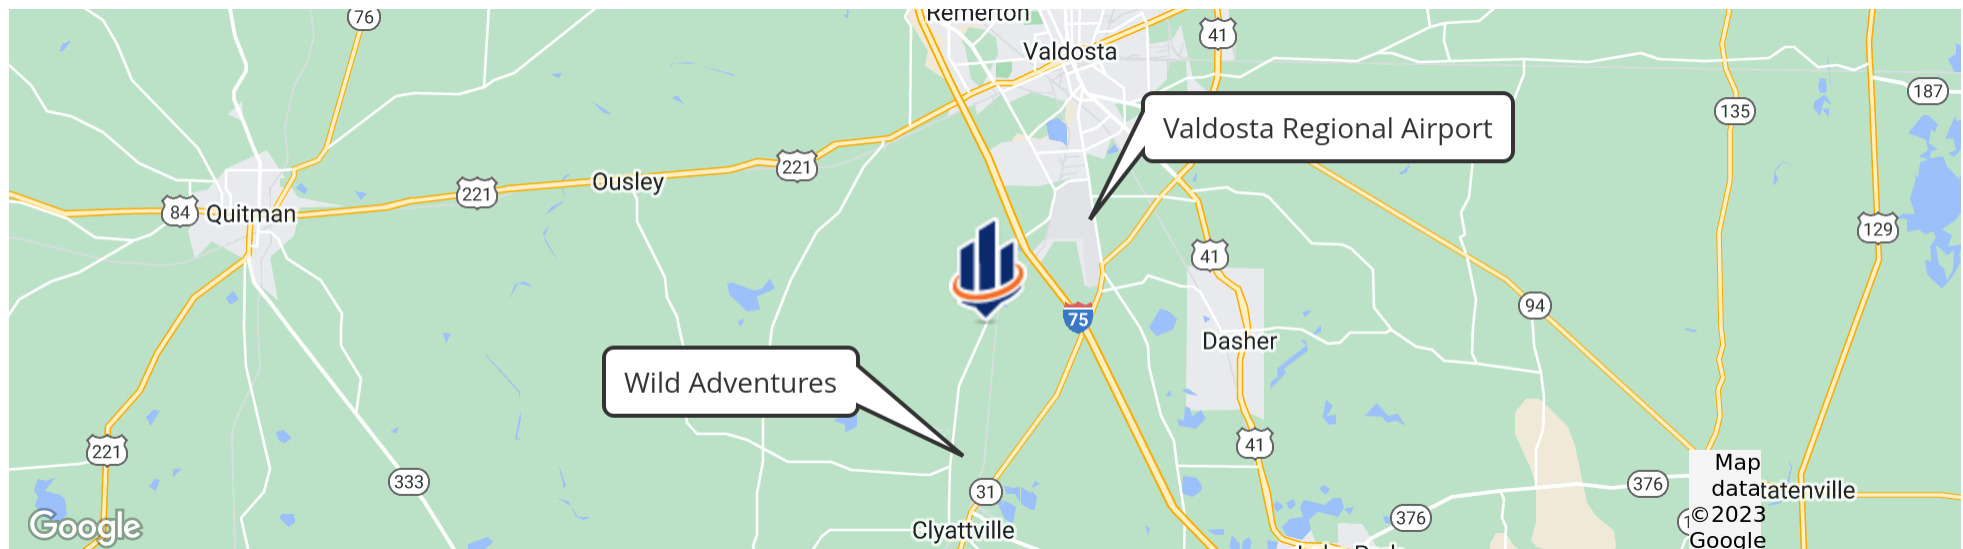 76
Remerton
41
Valdosta
187
135
Valdosta Regional Airport
221
Ousley
221
84
Quitman
129
41
94
75
Dasher
Wild Adventures
41
221
333
31
376
Map
data
©2023
Google
tatenville
376
Clyattville
Google